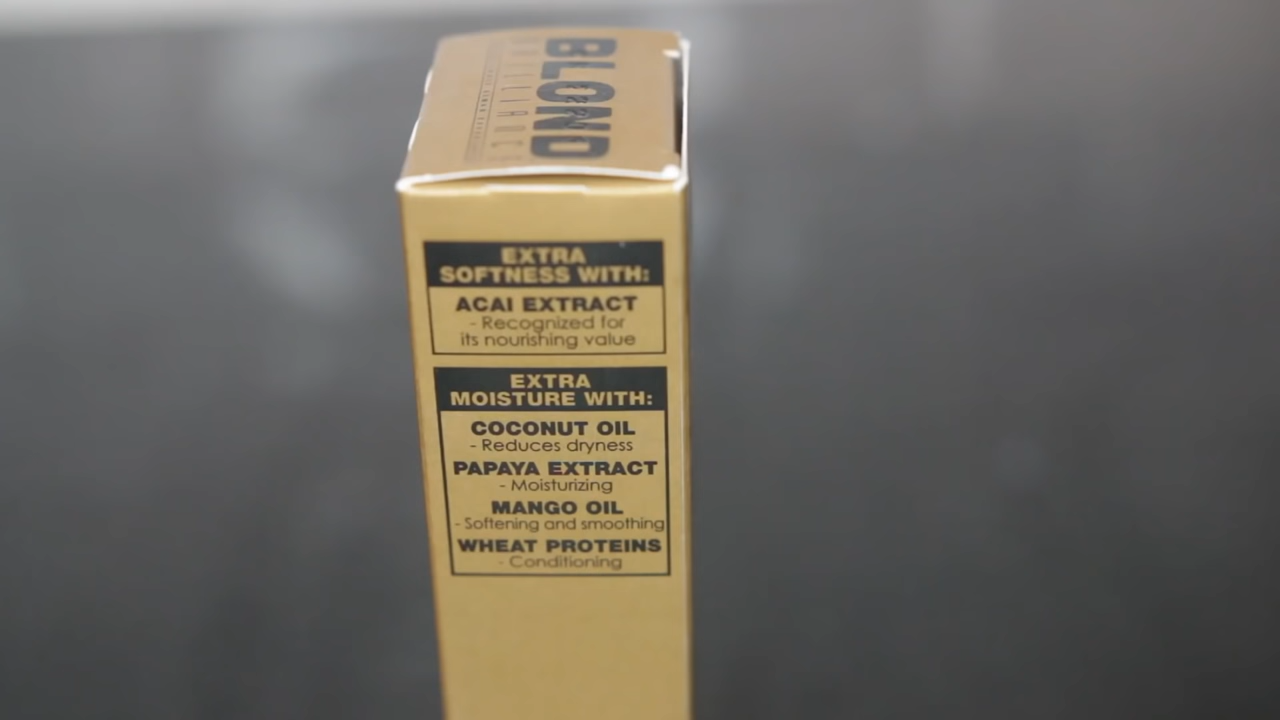 BLOND
BRILLIANCE
EXTRA
SOFTNESS WITH:
ACAI EXTRACT
- Recognized for
its nourishing value
EXTRA
MOISTURE WITH:
COCONUT OIL
- Reduces dryness
PAPAYA EXTRACT
- Moisturizing
MANGO OIL
- Softening and smoothing
WHEAT PROTEINS
- Conditioning